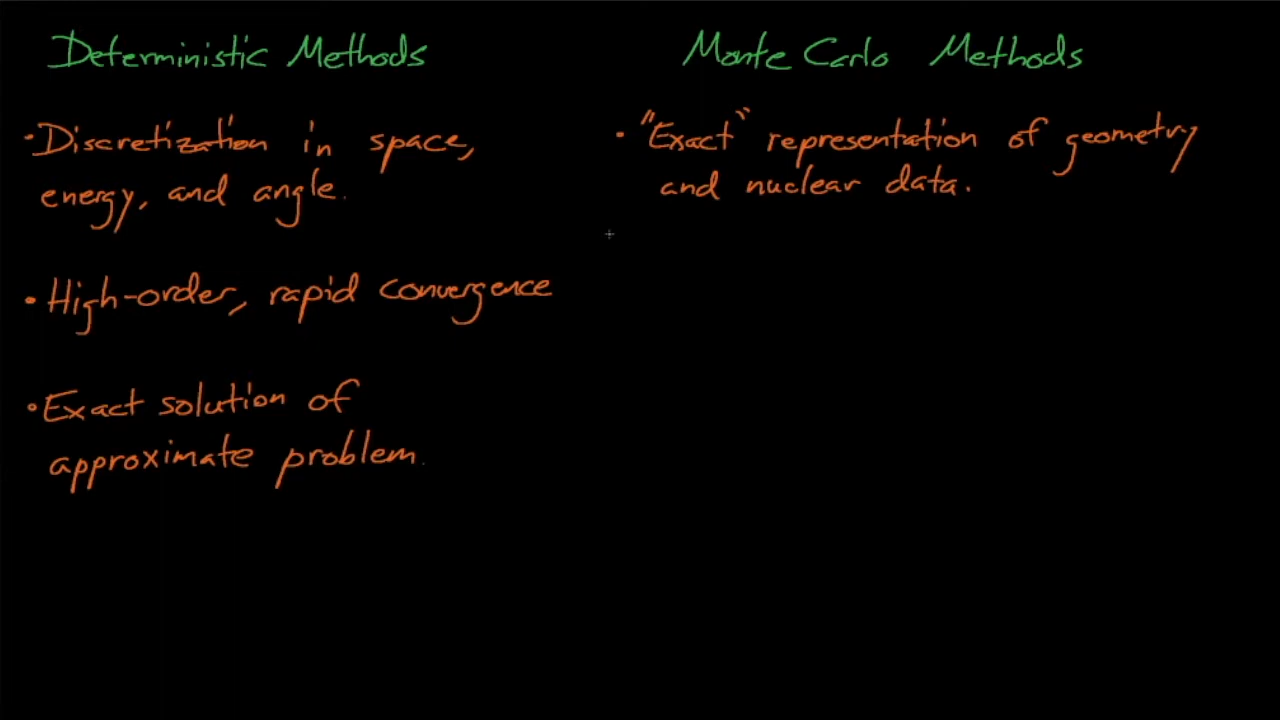 Deterministic Methods
• Discretization in space,
energy, and angle.
• High-order, rapid convergence
• Exact solution of
approximate problem.
Monte Carlo Methods
• "Exact" representation of geometry
and nuclear data.